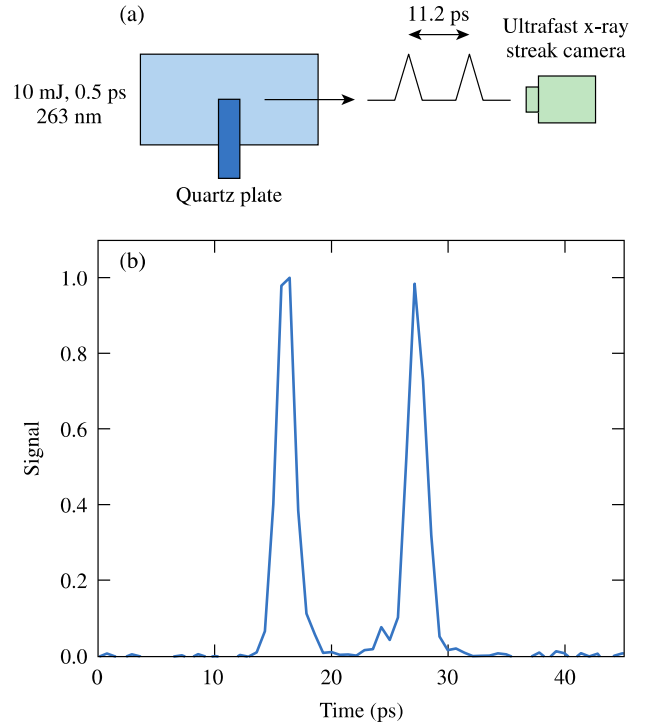 (a)
11.2 ps
Ultrafast x-ray
streak camera
10 mJ, 0.5 ps
263 nm
Quartz plate
(b)
1.0
0.8
0.6
0.4
0.2
0.0
Signal
0
10
20
30
40
Time (ps)